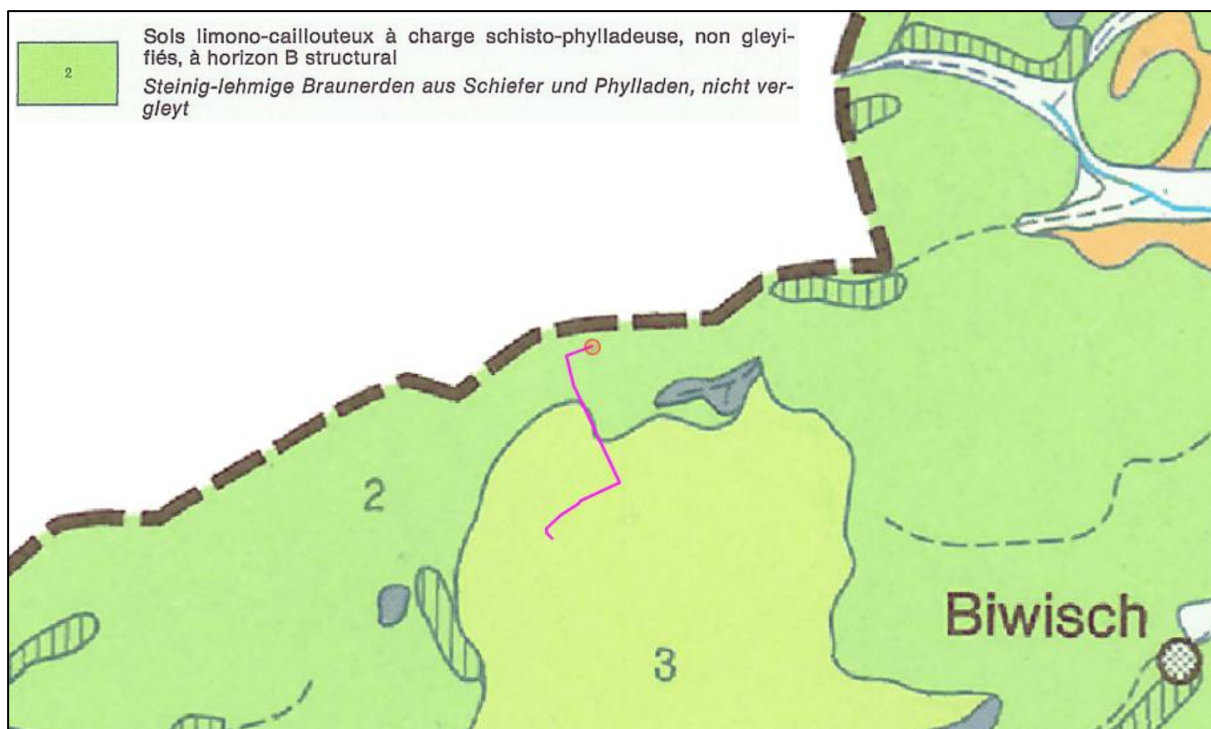 Sols limono-caillouteux à charge schisto-phylladeuse, non gleyi-
fiés, à horizon B structural
2
Steinig-lehmige Braunerden aus Schiefer und Phylladen, nicht ver-
gleyt
2
Biwisch
3